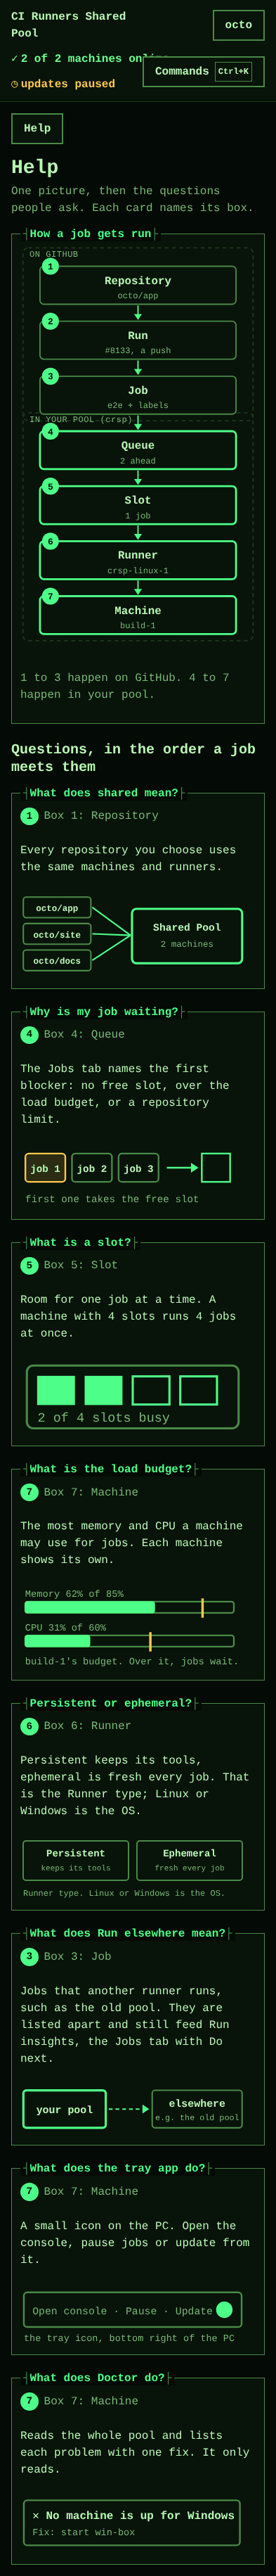 CI Runners Shared
Pool
octo
✓ 2 of 2 machines
Commands Ctrl+K
◷ updates paused
Help
Help
One picture, then the questions
people ask. Each card names its box.
How a job gets run
ON GITHUB
1
Repository
octo/app
2
Run
#8133, a push
3
Job
e2e + labels
IN YOUR POOL (crsp)
4
Queue
2 ahead
5
Slot
1 job
6
Runner
crsp-linux-1
7
Machine
build-1
1 to 3 happen on GitHub. 4 to 7
happen in your pool.
Questions, in the order a job
meets them
What does shared mean?
1 Box 1: Repository
Every repository you choose uses
the same machines and runners.
octo/app
octo/site
octo/docs
Shared Pool
2 machines
Why is my job waiting?
4 Box 4: Queue
The Jobs tab names the first
blocker: no free slot, over the
load budget, or a repository
limit.
job 1 job 2 job 3
first one takes the free slot
What is a slot?
5 Box 5: Slot
Room for one job at a time. A
machine with 4 slots runs 4 jobs
at once.
2 of 4 slots busy
What is the load budget?
7 Box 7: Machine
The most memory and CPU a machine
may use for jobs. Each machine
shows its own.
Memory 62% of 85%
CPU 31% of 60%
build-1's budget. Over it, jobs wait.
Persistent or ephemeral?
6 Box 6: Runner
Persistent keeps its tools,
ephemeral is fresh every job. That
is the Runner type; Linux or
Windows is the OS.
Persistent
keeps its tools
Ephemeral
fresh every job
Runner type. Linux or Windows is the OS.
What does Run elsewhere mean?
3 Box 3: Job
Jobs that another runner runs,
such as the old pool. They are
listed apart and still feed Run
insights, the Jobs tab with Do
next.
your pool
elsewhere
e.g. the old pool
What does the tray app do?
7 Box 7: Machine
A small icon on the PC. Open the
console, pause jobs or update from
it.
Open console · Pause · Update
the tray icon, bottom right of the PC
What does Doctor do?
7 Box 7: Machine
Reads the whole pool and lists
each problem with one fix. It only
reads.
✕ No machine is up for Windows
Fix: start win-box